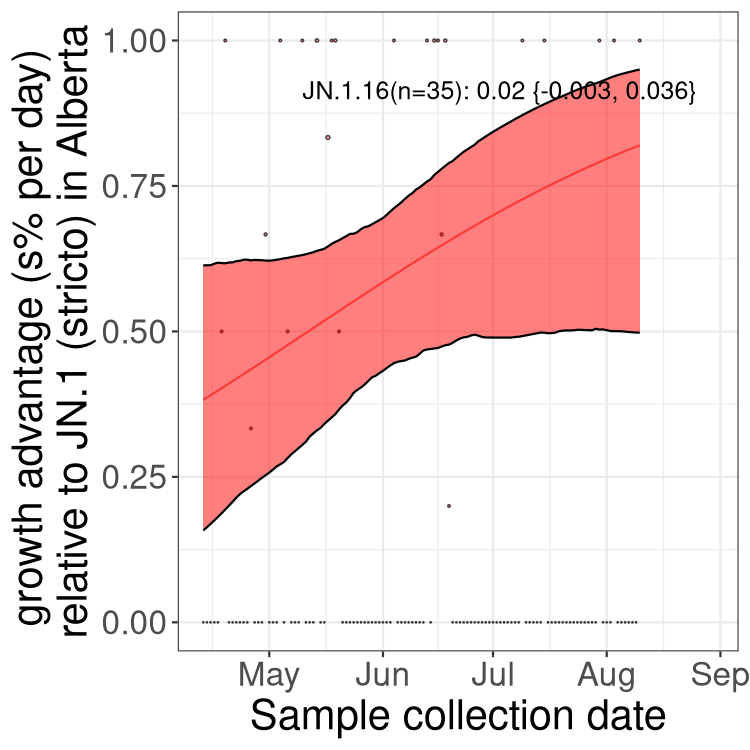 growth advantage (s% per day)
relative to JN.1 (stricto) in Alberta
1.00
0.75
0.50
0.25
0.00
JN.1.16(n=35): 0.02 {-0.003, 0.036}
May Jun Jul Aug Sep
Sample collection date